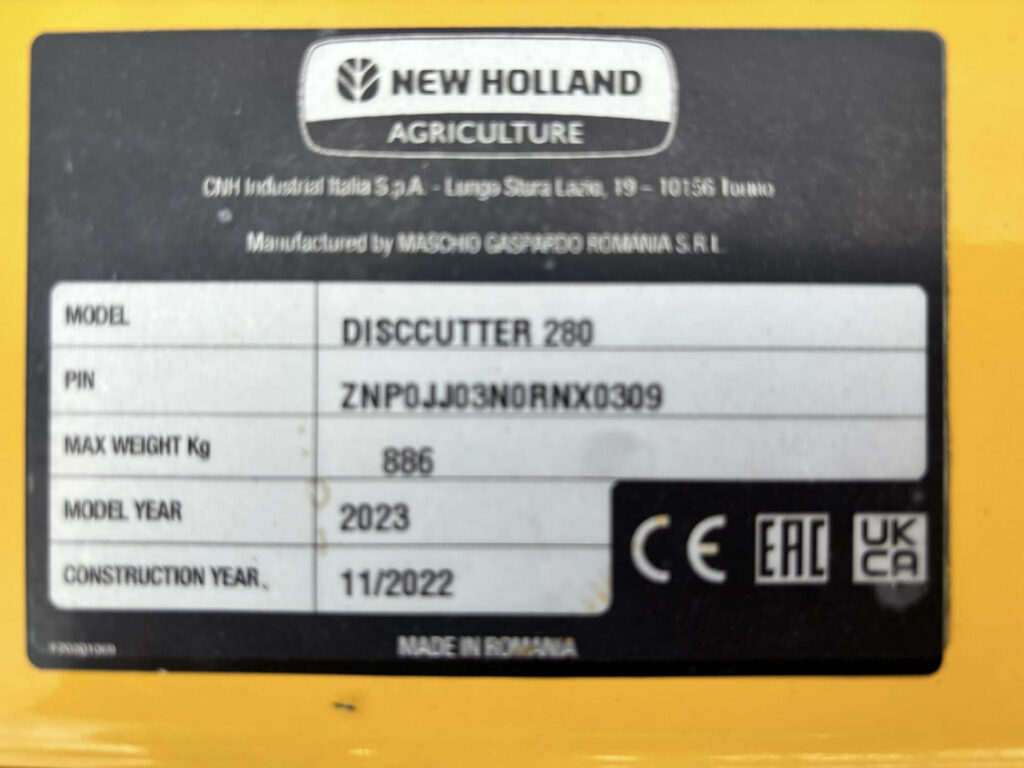 NEW HOLLAND
AGRICULTURE
CNH Industrial Italia S.p.A. - Lungo Stura Lazio, 19 - 10156 Torino
Manufactured by MASCHIO GASPARDO ROMANIA S.R.L.
MODEL DISCCUTTER 280
PIN ZNP0JJ03N0RNX0309
MAX WEIGHT Kg 886
MODEL YEAR 2023
CONSTRUCTION YEAR 11/2022
CE EAC UK
CA
MADE IN ROMANIA